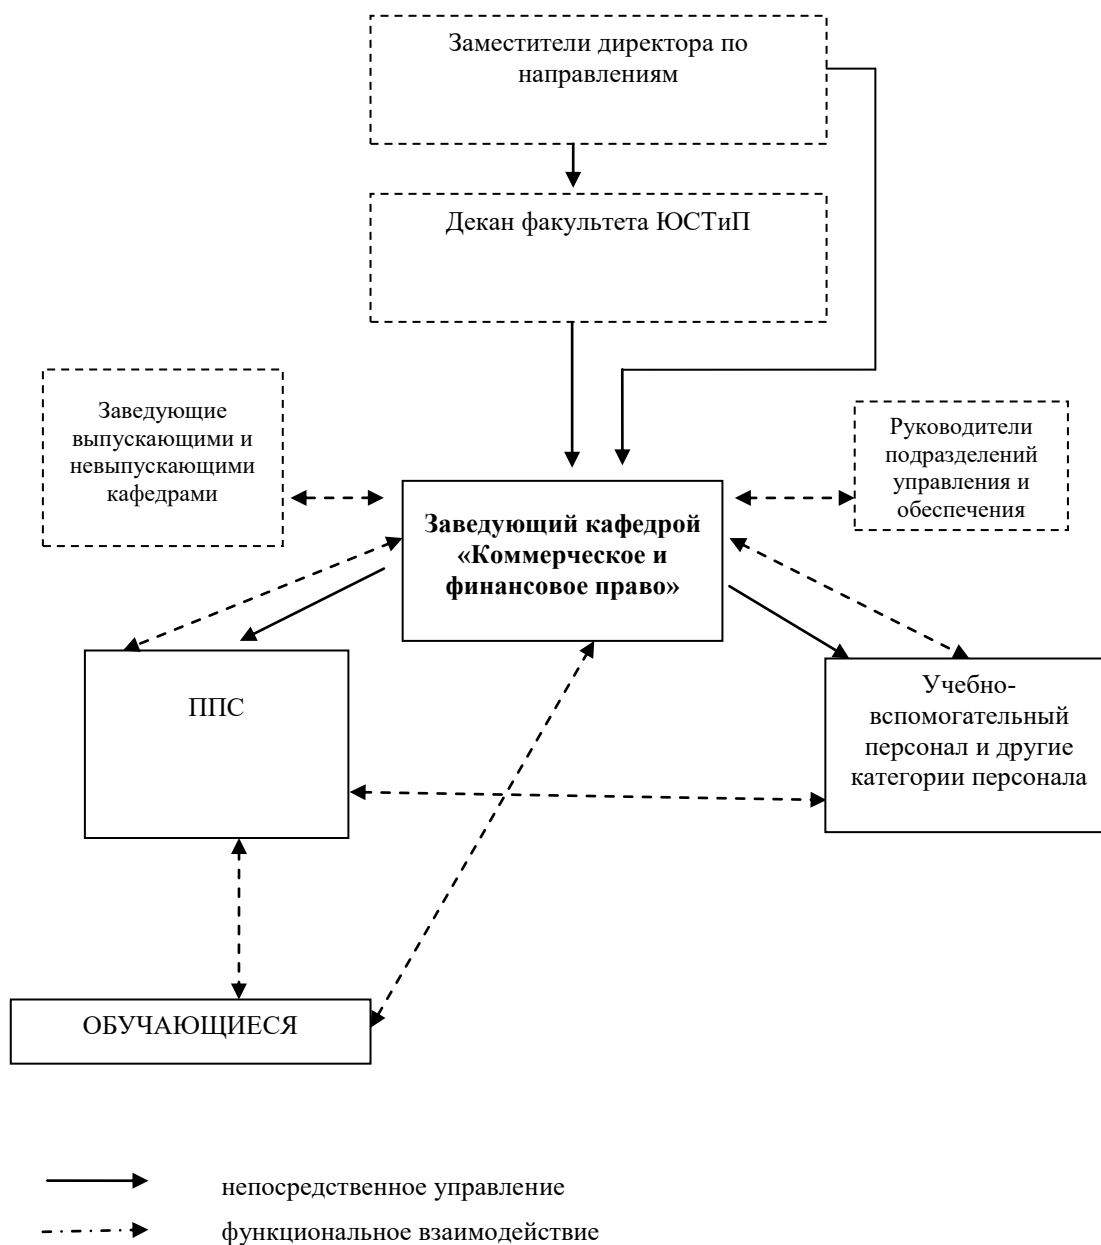 Заместители директора по
направлениям
Декан факультета ЮСТиП
Заведующие
выпускающими и
невыпускающими
кафедрами
Руководители
подразделений
управления и
обеспечения
Заведующий кафедрой
«Коммерческое и
финансовое право»
ППС
Учебно-
вспомогательный
персонал и другие
категории персонала
ОБУЧАЮЩИЕСЯ
непосредственное управление
функциональное взаимодействие